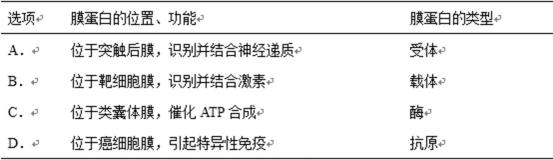 选项 膜蛋白的位置、功能 膜蛋白的类型
A. 位于突触后膜，识别并结合神经递质 受体
B. 位于靶细胞膜，识别并结合激素 载体
C. 位于类囊体膜，催化 ATP 合成 酶
D. 位于癌细胞膜，引起特异性免疫 抗原